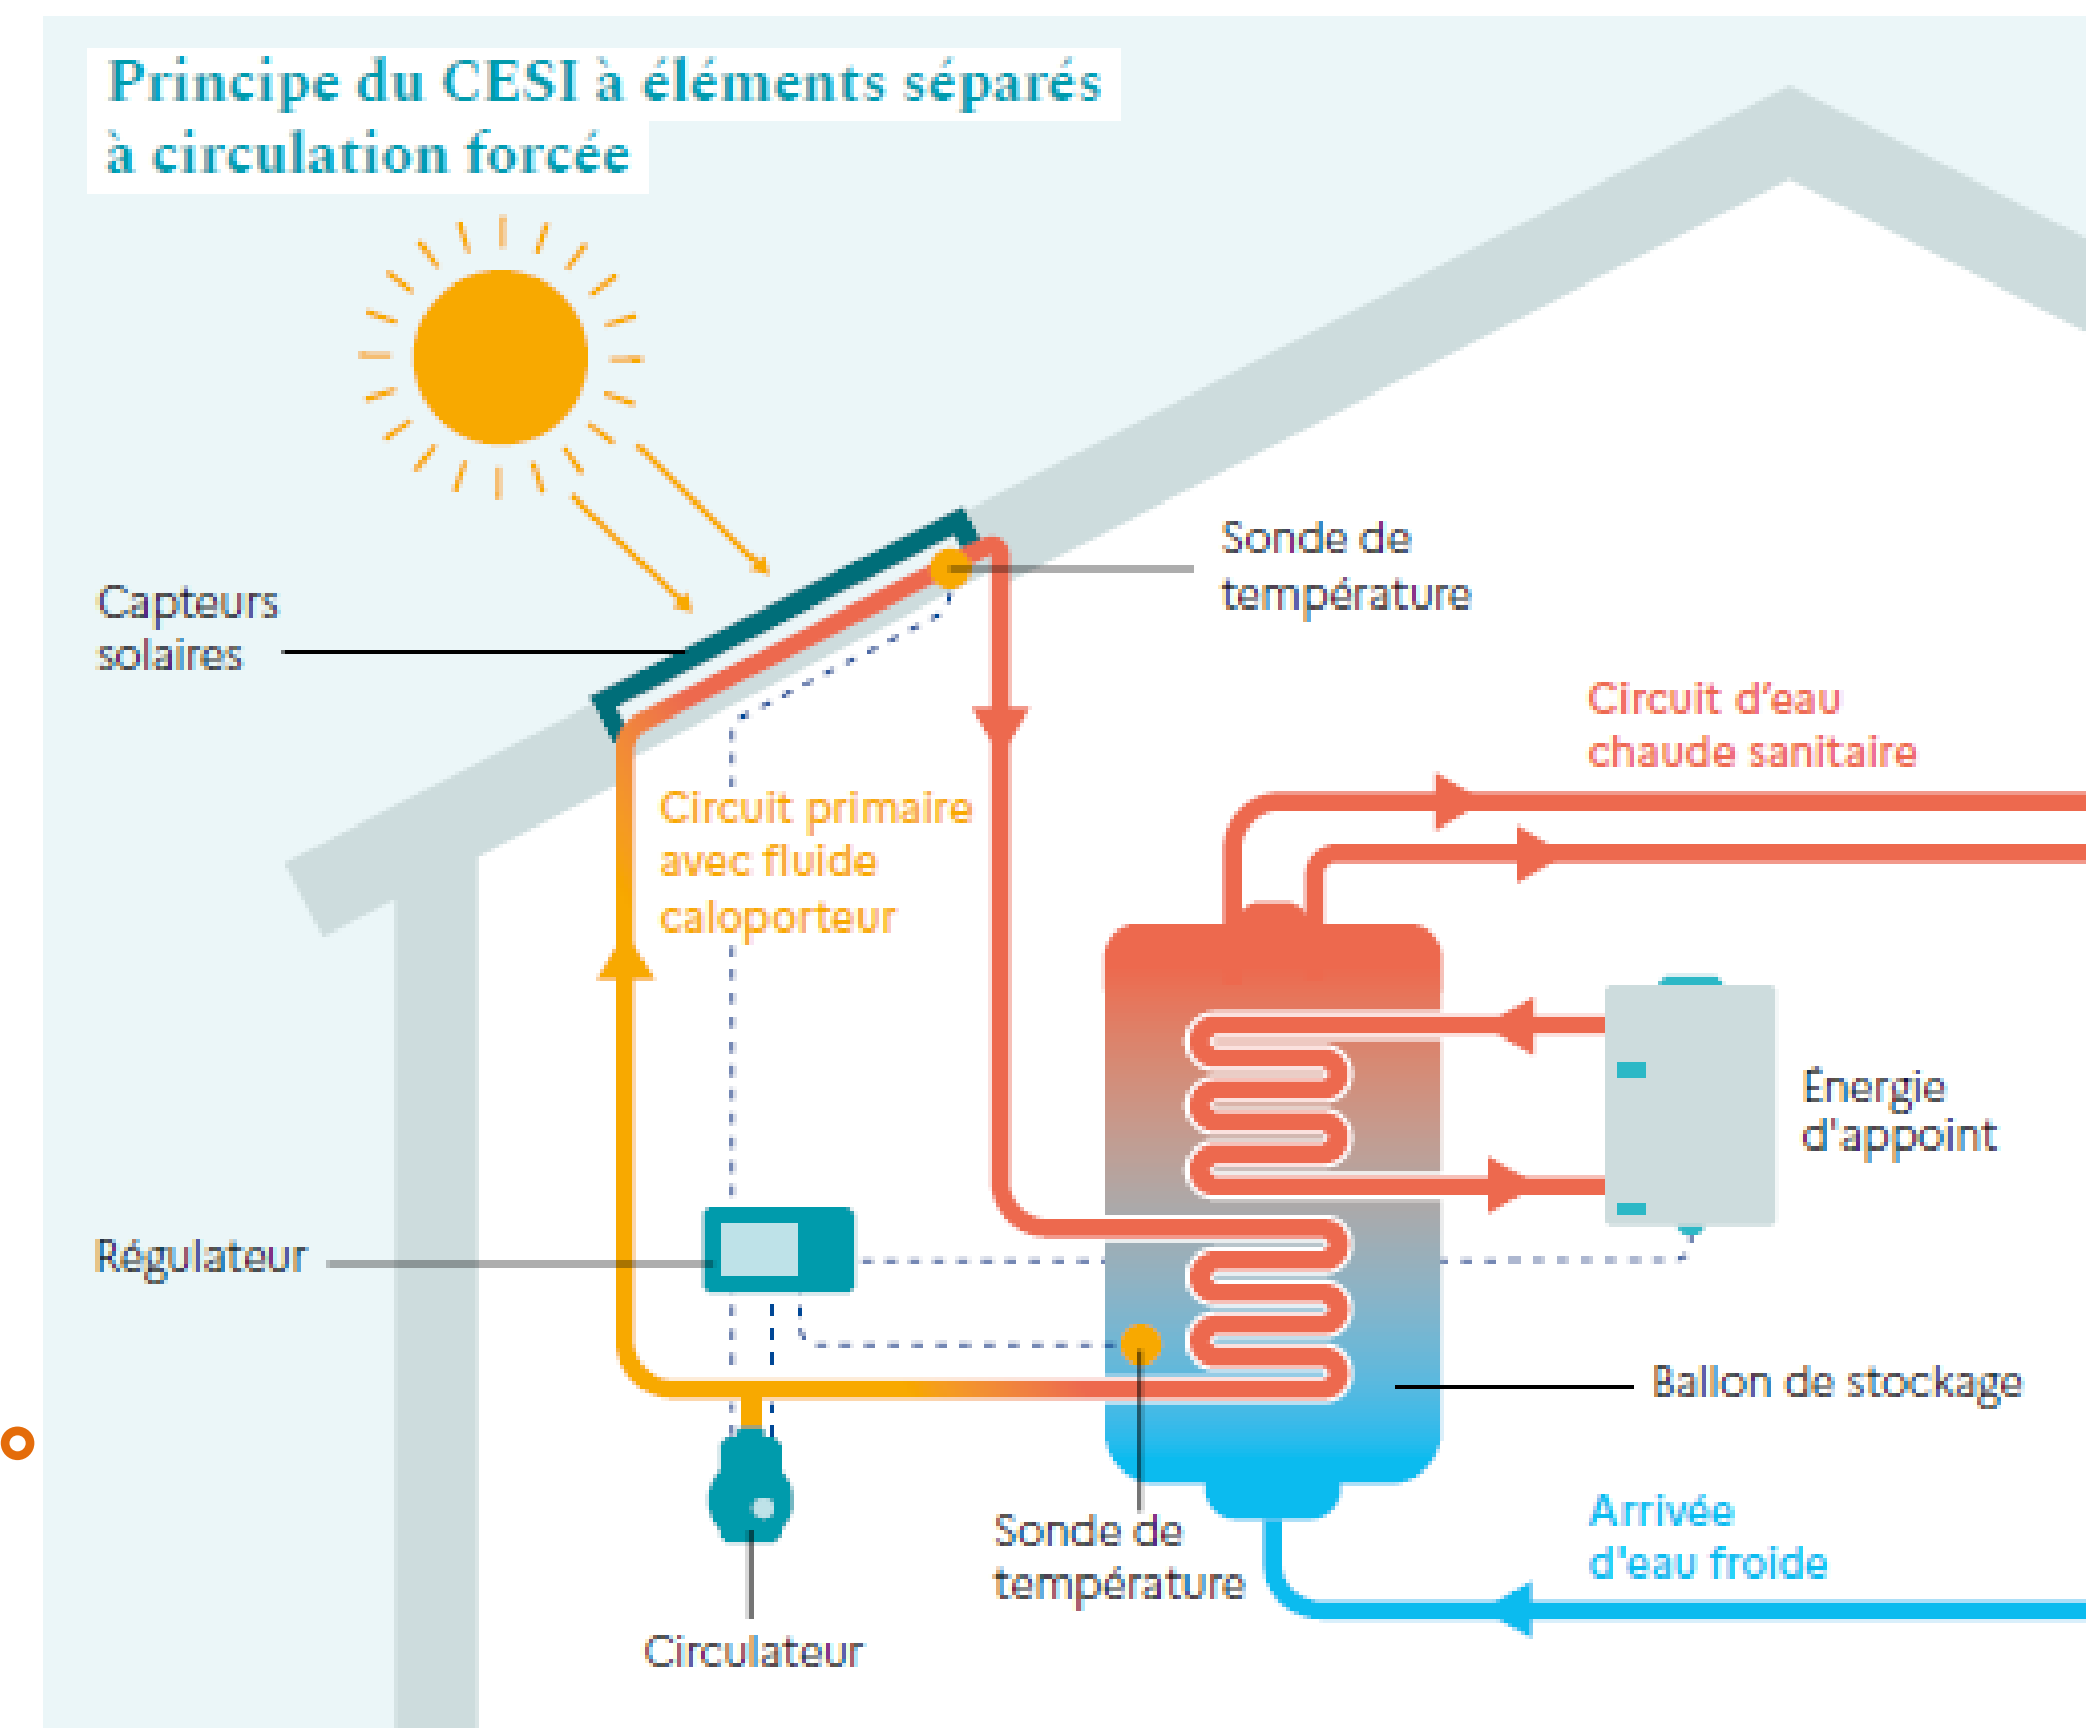 Principe du CESI à éléments séparés
à circulation forcée
Sonde de
température
Capteurs
solaires
Circuit d'eau
chaude sanitaire
Circuit primaire
avec fluide
caloporteur
Énergie
d'appoint
Régulateur
Ballon de stockage
Arrivée
d'eau froide
Sonde de
température
Circulateur